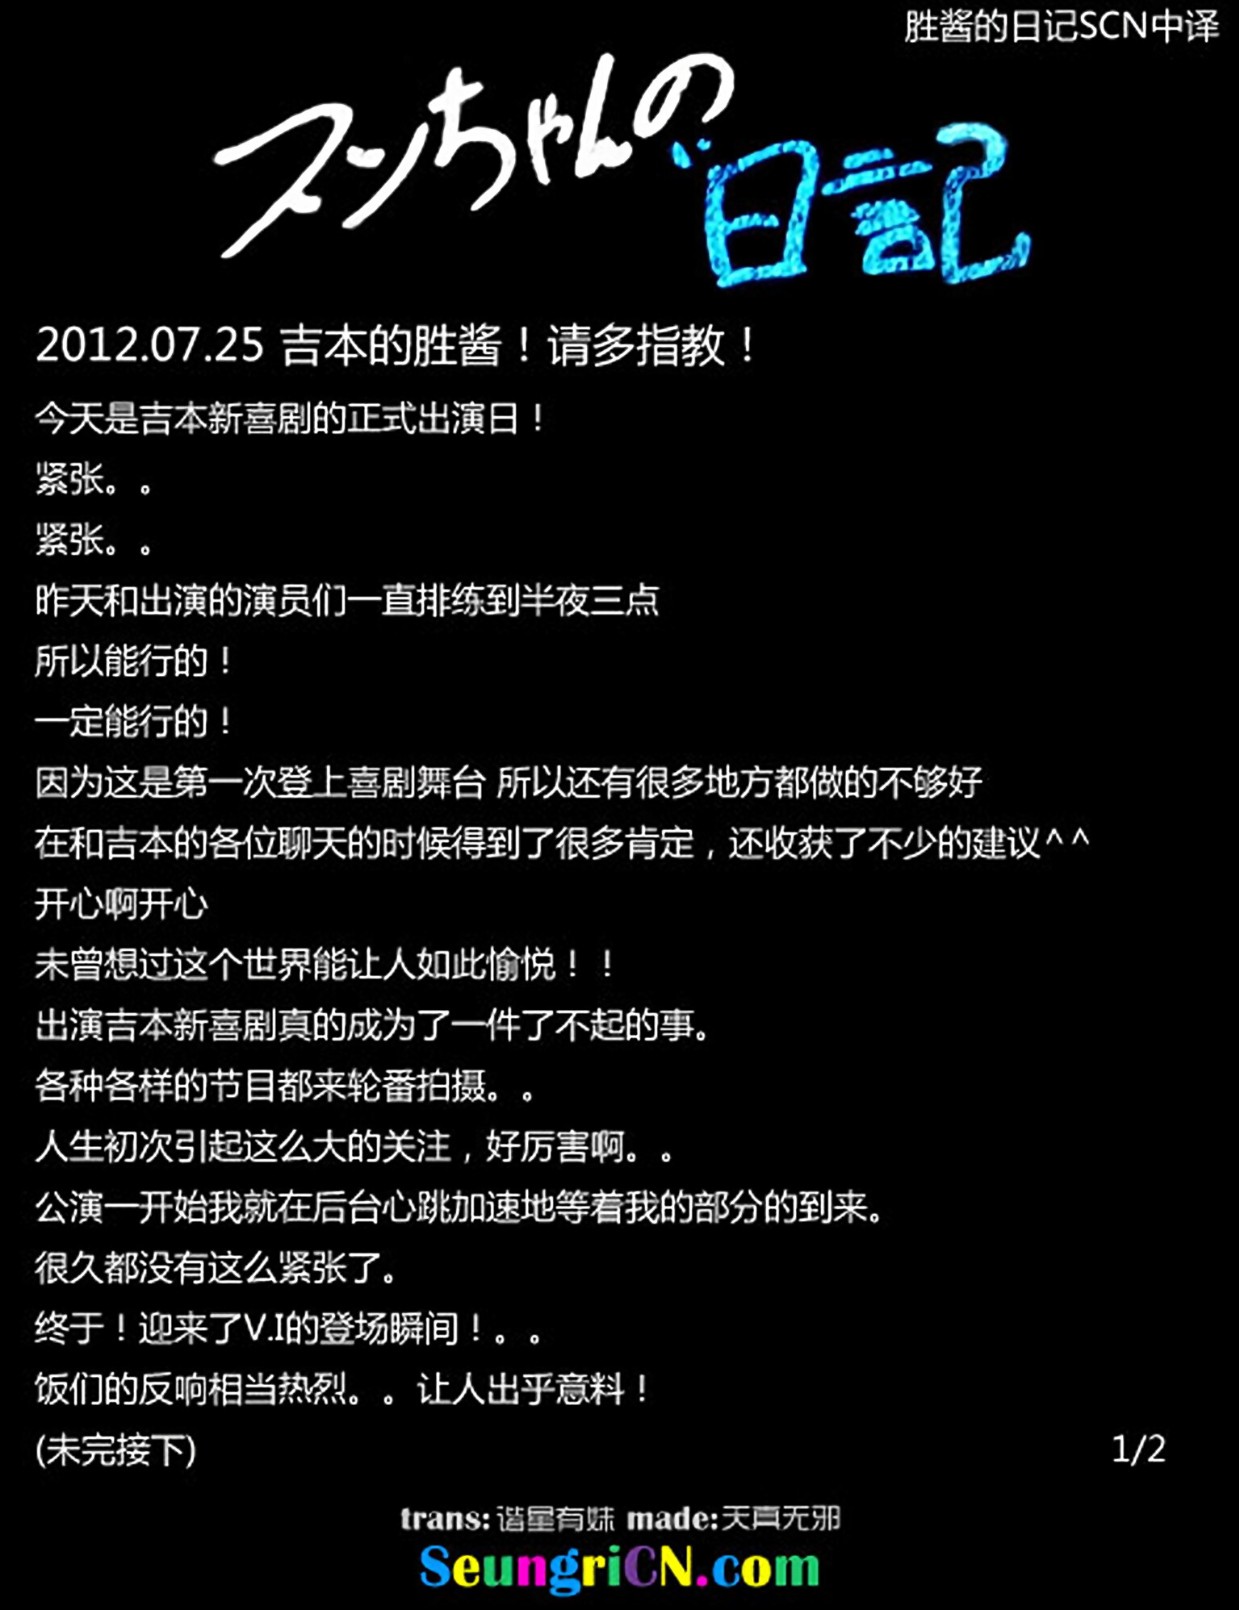 胜酱的日记SCN中译
スンちゃんの
日記
2012.07.25 吉本的胜酱！请多指教！
今天是吉本新喜剧的正式出演日！
紧张。。
紧张。。
昨天和出演的演员们一直排练到半夜三点
所以能行的！
一定能行的！
因为这是第一次登上喜剧舞台 所以还有很多地方都做的不够好
在和吉本的各位聊天的时候得到了很多肯定，还收获了不少的建议^^
开心啊开心
未曾想过这个世界能让人如此愉悦！！
出演吉本新喜剧真的成为了一件了不起的事。
各种各样的节目都来轮番拍摄。。
人生初次引起这么大的关注，好厉害啊。。
公演一开始我就在后台心跳加速地等着我的部分的到来。
很久都没有这么紧张了。
终于！迎来了V.I的登场瞬间！。。
饭们的反响相当热烈。。让人出乎意料！
(未完接下) 1/2
trans:谐星有妹 made:天真无邪
SeungriCN.com